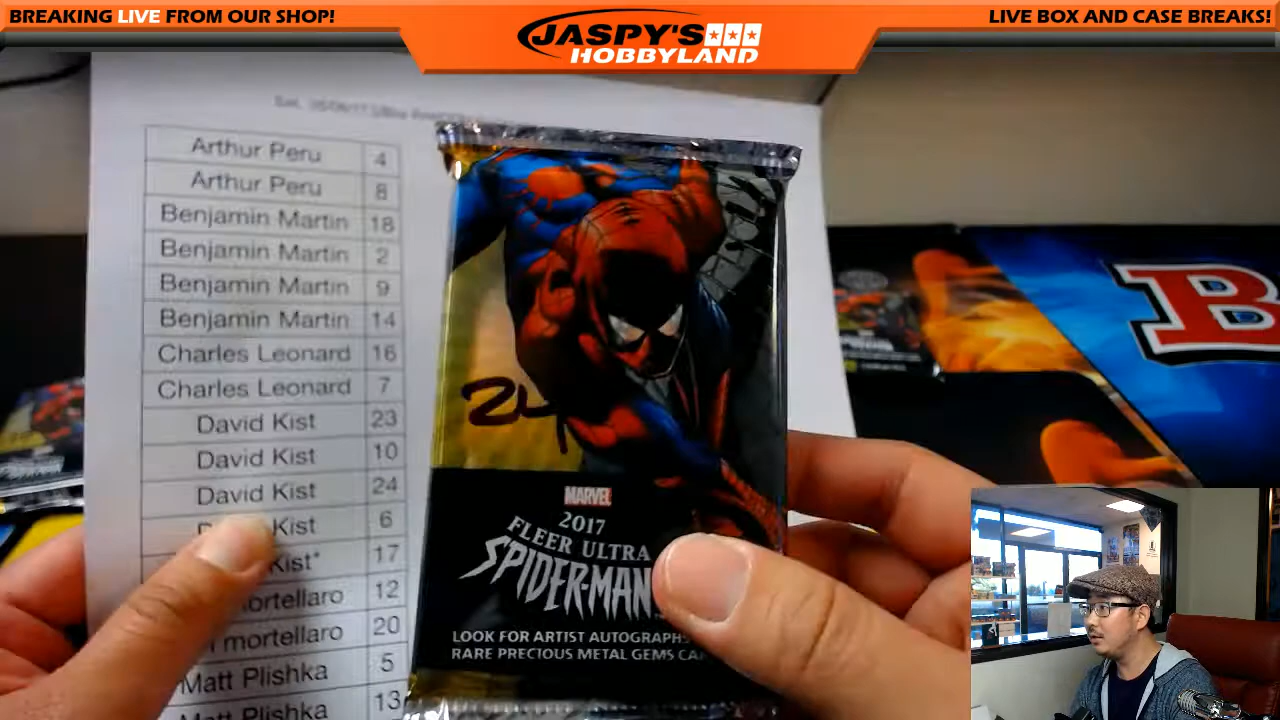 BREAKING LIVE FROM OUR SHOP!
JASPY'S
HOBBYLAND
LIVE BOX AND CASE BREAKS!
Arthur Peru 4
Arthur Peru 8
Benjamin Martin 18
Benjamin Martin 2
Benjamin Martin 9
Benjamin Martin 14
Charles Leonard 16
Charles Leonard 7
David Kist 23
David Kist 10
David Kist 24
Kist 6
Kist* 17
mortellaro 12
mortellaro 20
Matt Plishka 5
Matt Plishka 13
24
MARVEL
2017
FLEER ULTRA
SPIDER-MAN
LOOK FOR ARTIST AUTOGRAPHS
RARE PRECIOUS METAL GEMS
B